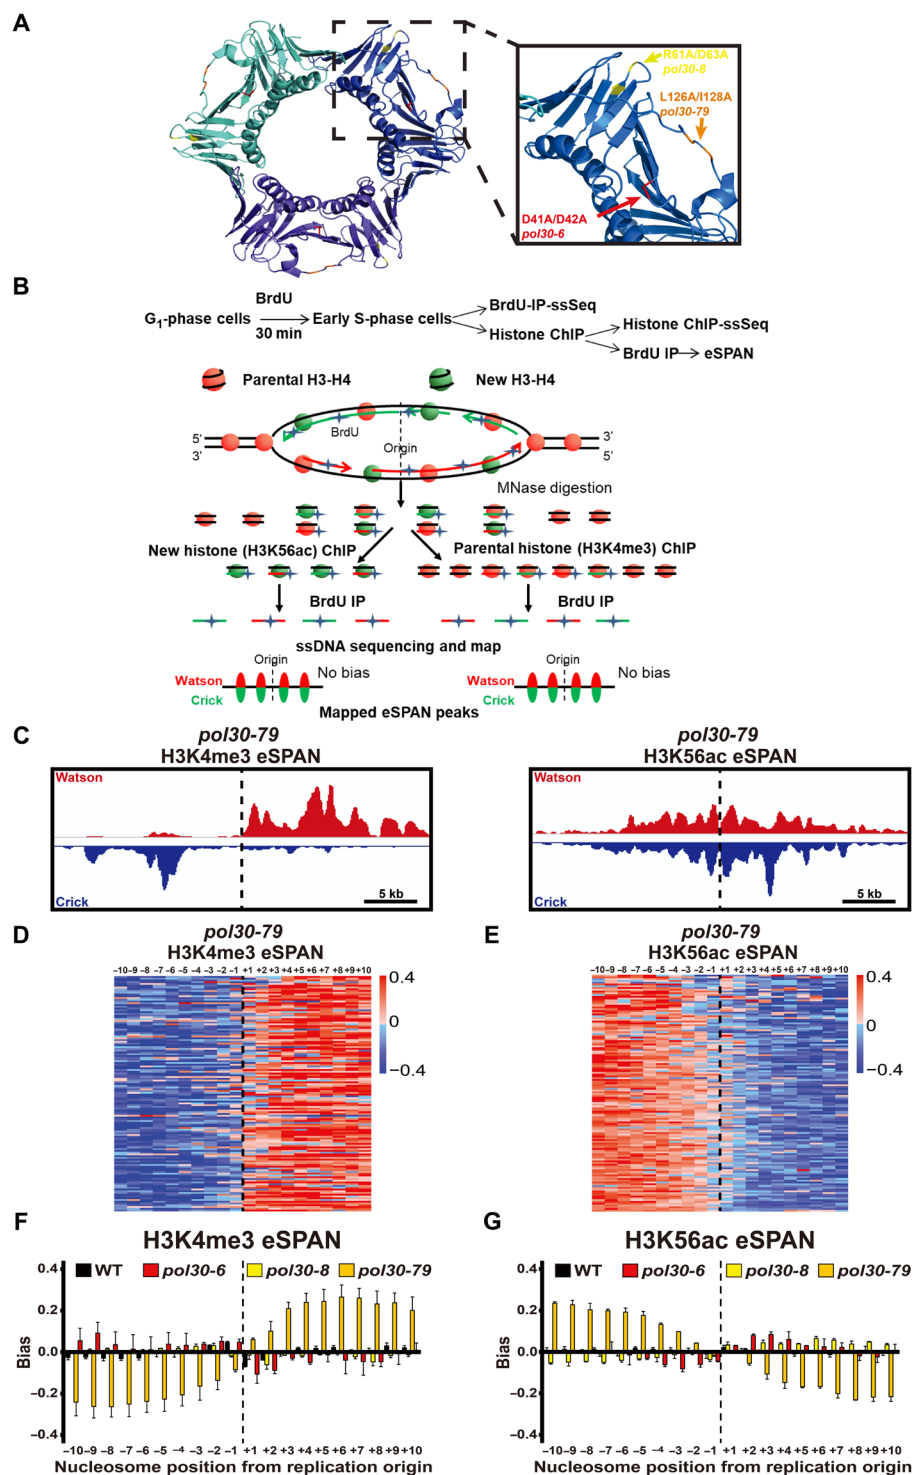 A
R61A/D63A
pol30-8
L126A/I128A
pol30-79
D41A/D42A
pol30-6
B
G1-phase cells
BrdU
30 min
Early S-phase cells
BrdU-IP-ssSeq
Histone ChIP
Histone ChIP-ssSeq
BrdU IP
eSPAN
Parental H3-H4
New H3-H4
5′
3′
BrdU
Origin
3′
5′
MNase digestion
New histone (H3K56ac) ChIP
Parental histone (H3K4me3) ChIP
BrdU IP
BrdU IP
ssDNA sequencing and map
Origin
No bias
Watson
Crick
Origin
No bias
Watson
Crick
Mapped eSPAN peaks
C
pol30-79
H3K4me3 eSPAN
Watson
Crick
5 kb
pol30-79
H3K56ac eSPAN
Watson
Crick
5 kb
D
pol30-79
H3K4me3 eSPAN
−10 −9 −8 −7 −6 −5 −4 −3 −2 −1 +1 +2 +3 +4 +5 +6 +7 +8 +9 +10
0.4
0
−0.4
E
pol30-79
H3K56ac eSPAN
−10 −9 −8 −7 −6 −5 −4 −3 −2 −1 +1 +2 +3 +4 +5 +6 +7 +8 +9 +10
0.4
0
−0.4
F
H3K4me3 eSPAN
WT pol30-6 pol30-8 pol30-79
0.4
0.2
0.0
−0.2
−0.4
Bias
−10 −9 −8 −7 −6 −5 −4 −3 −2 −1 +1 +2 +3 +4 +5 +6 +7 +8 +9 +10
Nucleosome position from replication origin
G
H3K56ac eSPAN
WT pol30-6 pol30-8 pol30-79
0.4
0.2
0.0
−0.2
−0.4
Bias
−10 −9 −8 −7 −6 −5 −4 −3 −2 −1 +1 +2 +3 +4 +5 +6 +7 +8 +9 +10
Nucleosome position from replication origin